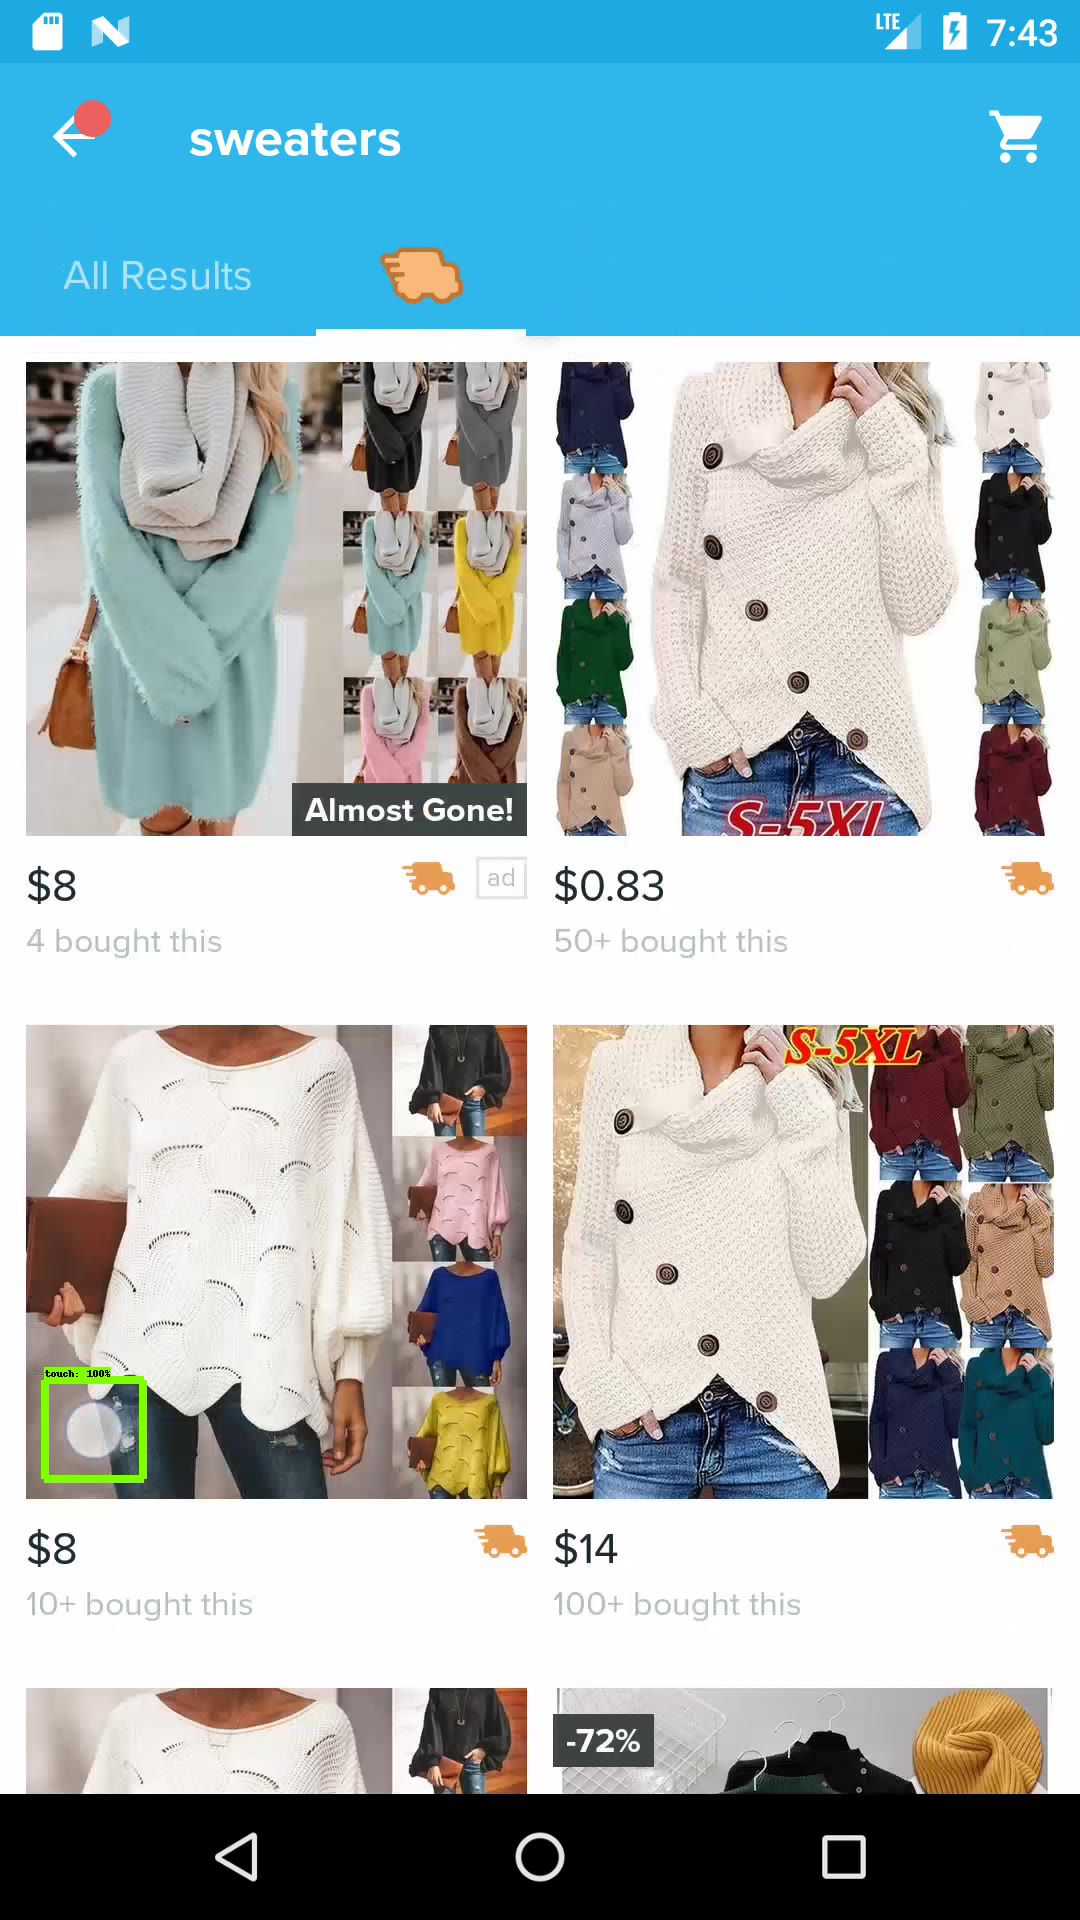 LTE 7:43
sweaters
All Results
Almost Gone!
S-5XL
$8 ad
$0.83
4 bought this
50+ bought this
S-5XL
touch: 100%
$8
$14
10+ bought this
100+ bought this
-72%